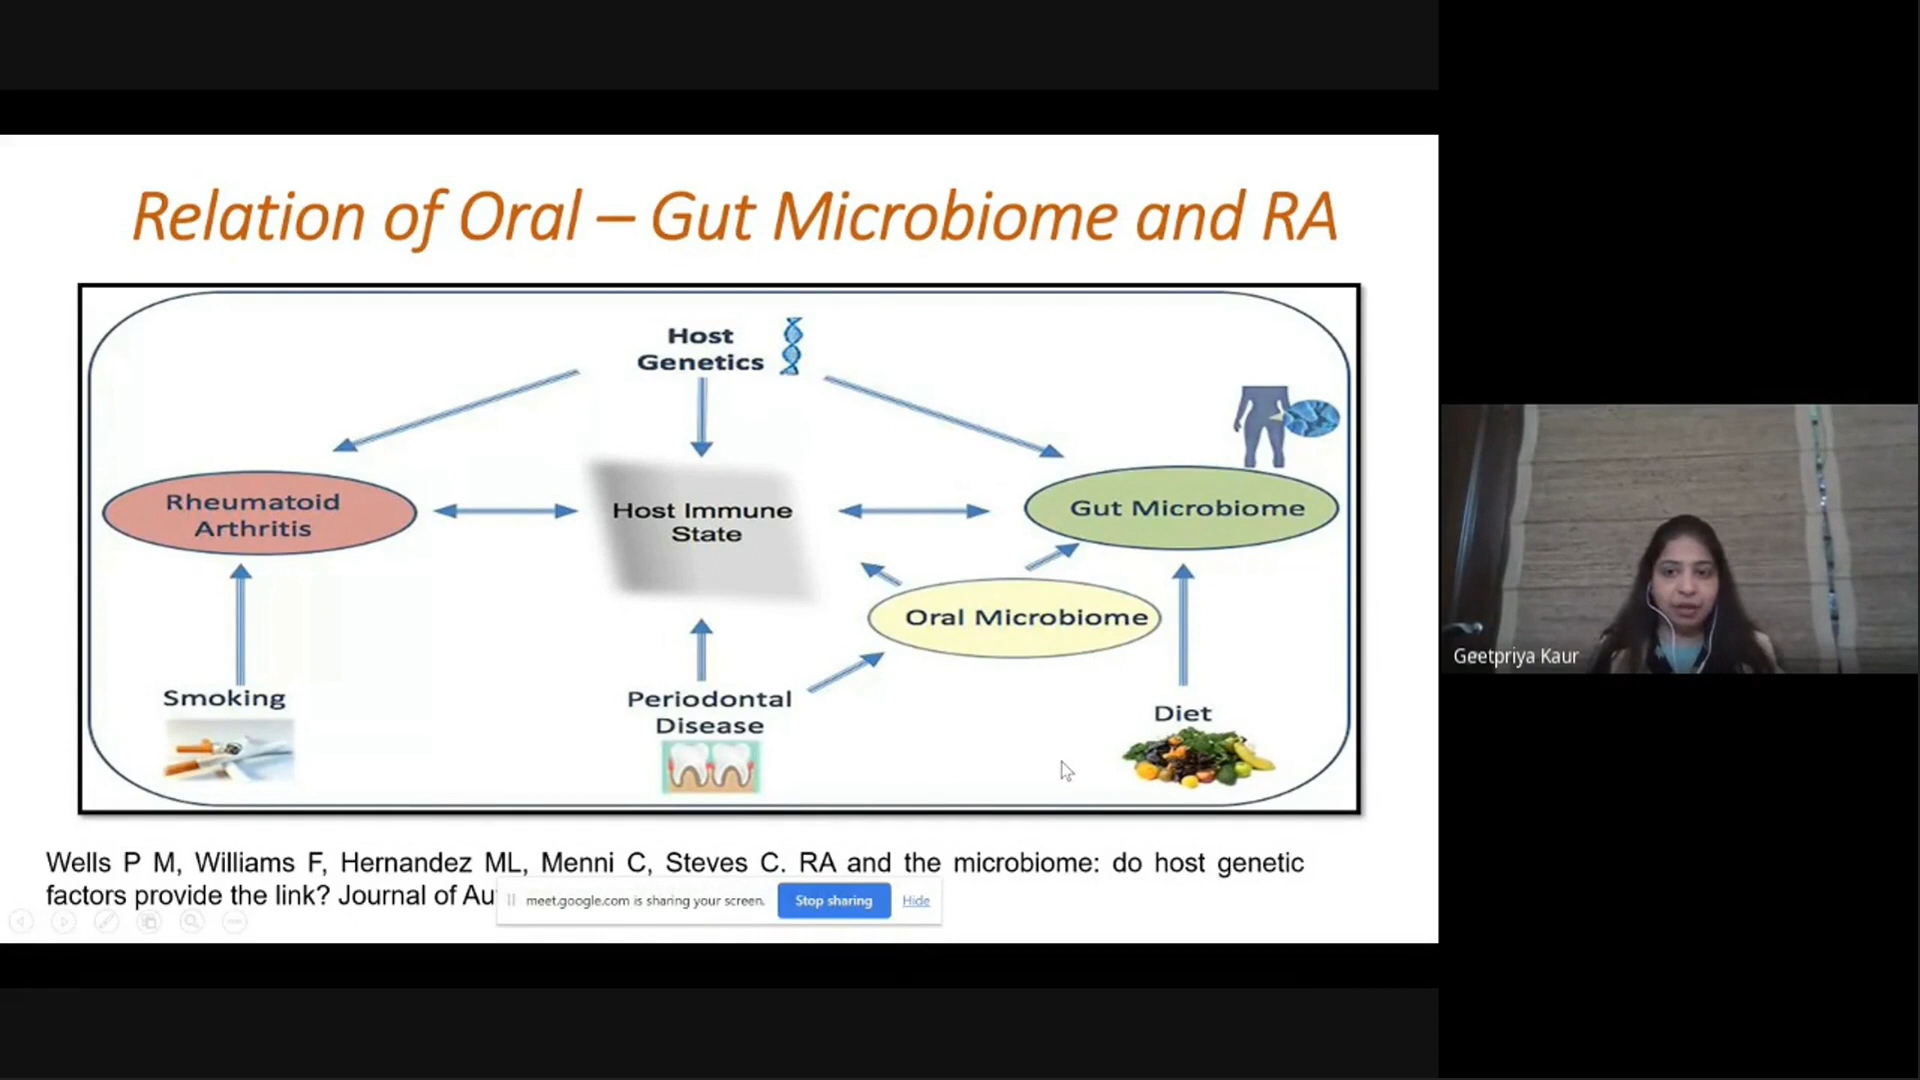 Relation of Oral – Gut Microbiome and RA
Host
Genetics
Rheumatoid
Arthritis
Host Immune
State
Gut Microbiome
Oral Microbiome
Smoking
Periodontal
Disease
Diet
Wells P M, Williams F, Hernandez ML, Menni C, Steves C. RA and the microbiome: do host genetic
factors provide the link? Journal of Au
meet.google.com is sharing your screen.
Stop sharing
Hide
Geetpriya Kaur